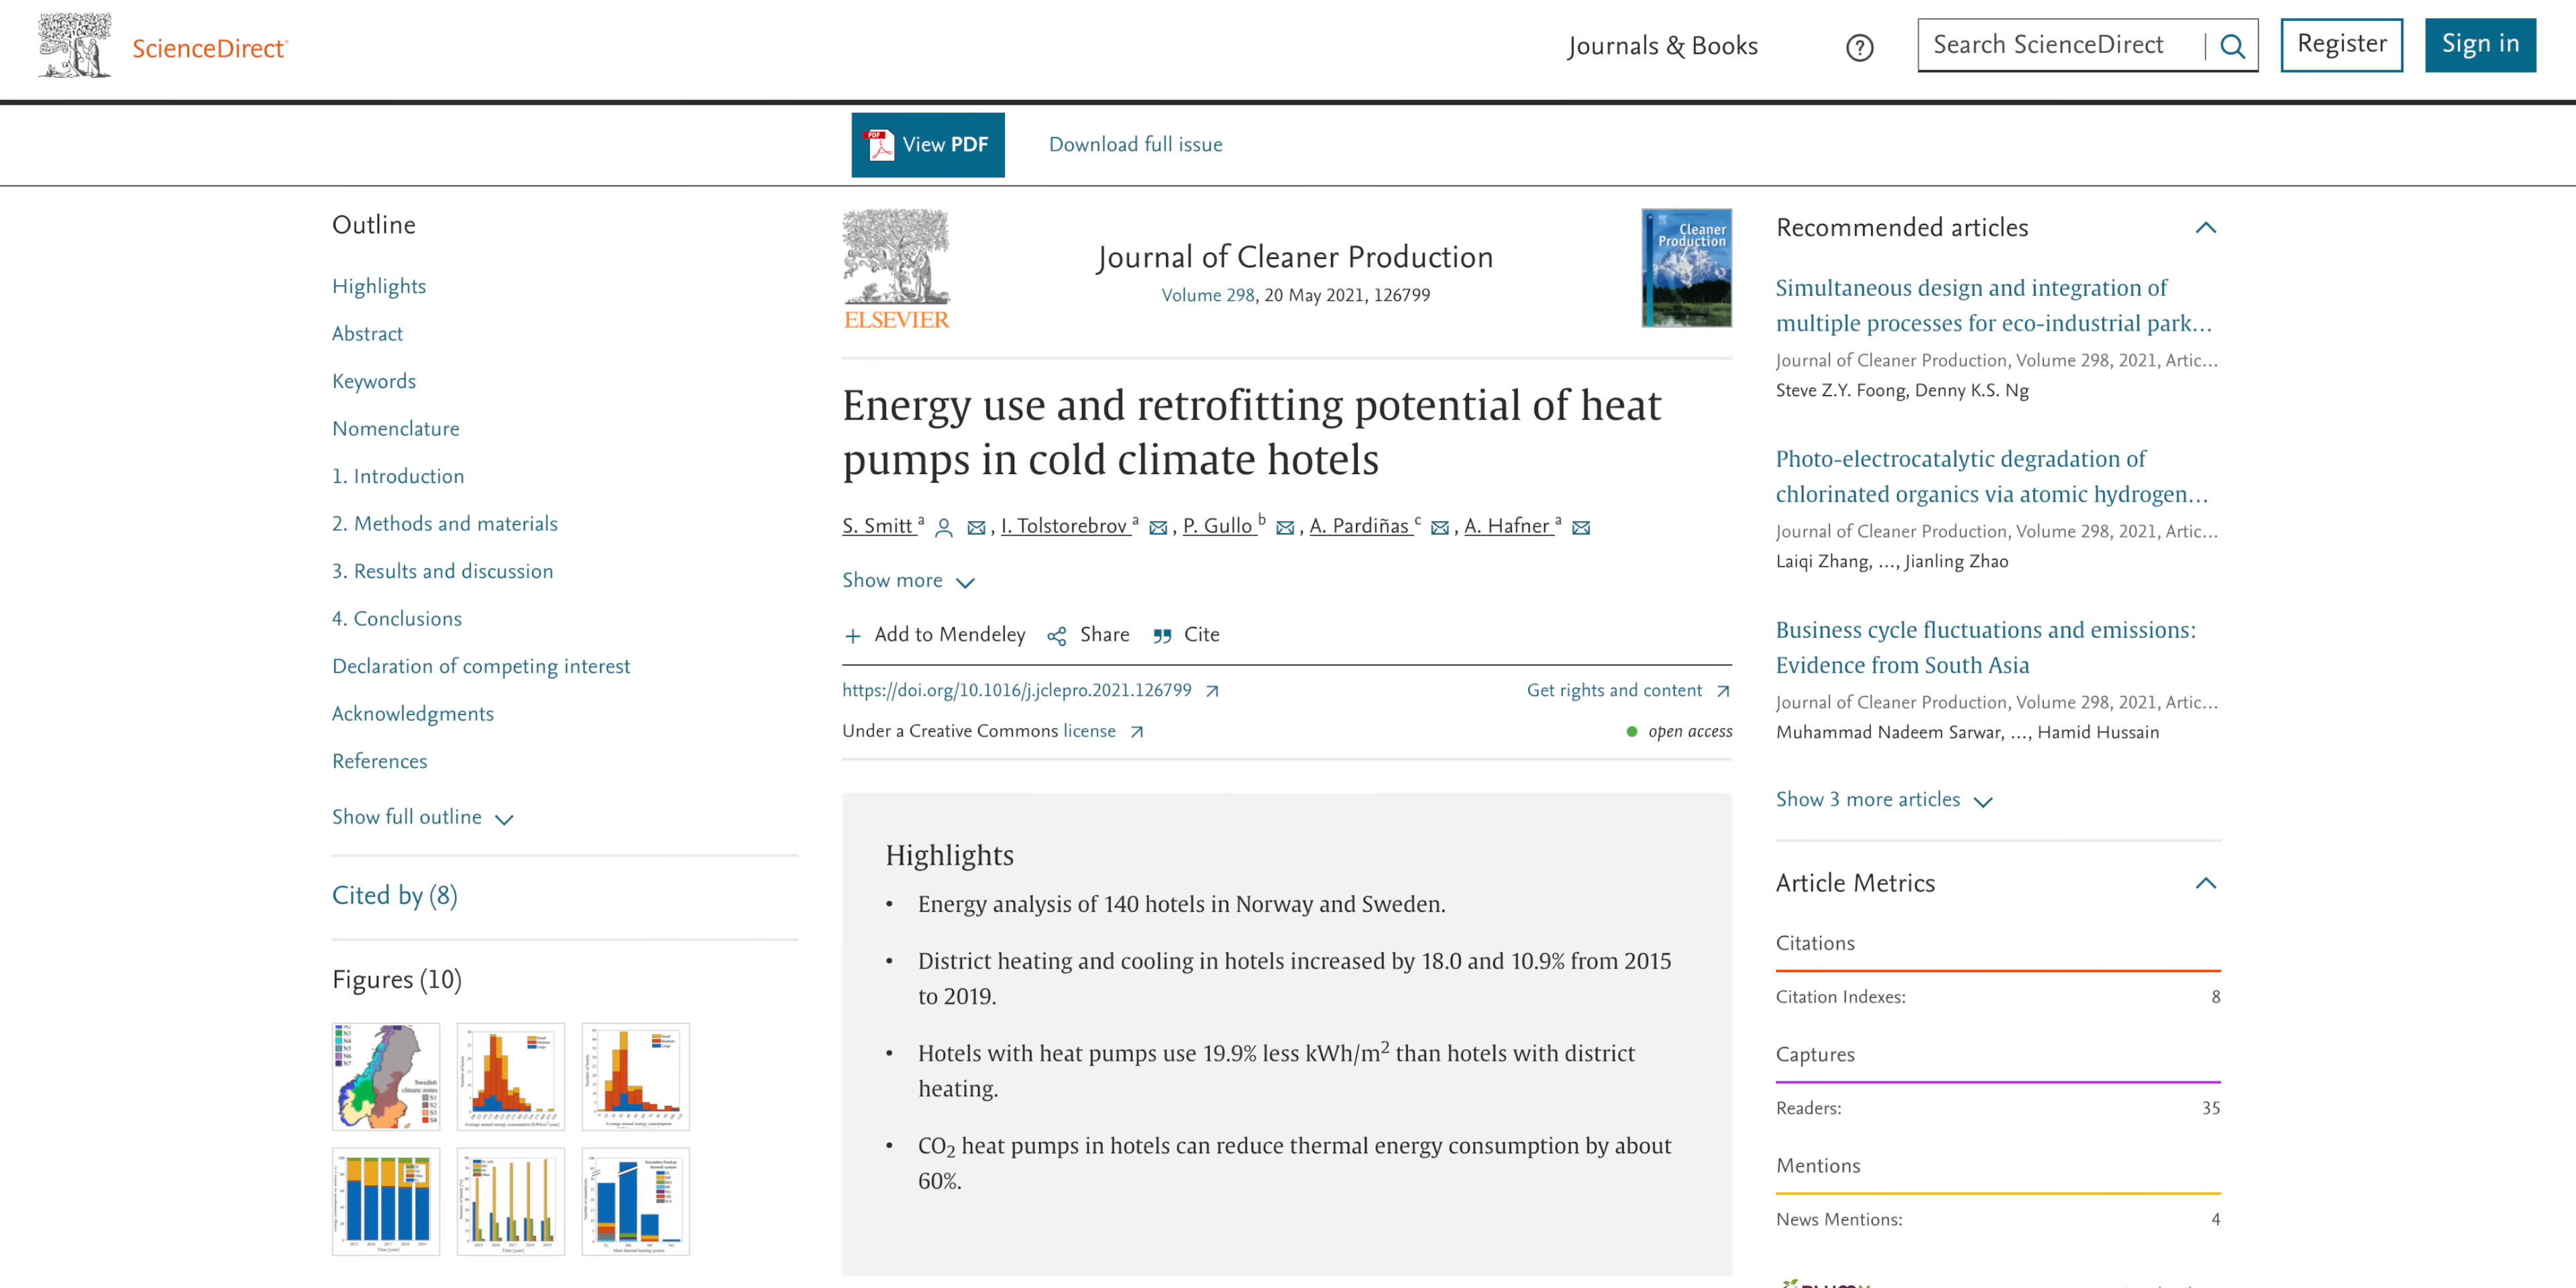 ScienceDirect
Journals & Books
Search ScienceDirect
Register
Sign in
View PDF
Download full issue
Outline
Highlights
Abstract
Keywords
Nomenclature
1. Introduction
2. Methods and materials
3. Results and discussion
4. Conclusions
Declaration of competing interest
Acknowledgments
References
Show full outline
Cited by (8)
Figures (10)
ELSEVIER
Journal of Cleaner Production
Volume 298, 20 May 2021, 126799
Cleaner
Production
Energy use and retrofitting potential of heat
pumps in cold climate hotels
S. Smitt a, I. Tolstorebrov a, P. Gullo b, A. Pardiñas c, A. Hafner a
Show more
Add to Mendeley Share Cite
https://doi.org/10.1016/j.jclepro.2021.126799
Get rights and content
Under a Creative Commons license
open access
Highlights
• Energy analysis of 140 hotels in Norway and Sweden.
• District heating and cooling in hotels increased by 18.0 and 10.9% from 2015
to 2019.
• Hotels with heat pumps use 19.9% less kWh/m2 than hotels with district
heating.
• CO2 heat pumps in hotels can reduce thermal energy consumption by about
60%.
Recommended articles
Simultaneous design and integration of
multiple processes for eco-industrial park…
Journal of Cleaner Production, Volume 298, 2021, Artic…
Steve Z.Y. Foong, Denny K.S. Ng
Photo-electrocatalytic degradation of
chlorinated organics via atomic hydrogen…
Journal of Cleaner Production, Volume 298, 2021, Artic…
Laiqi Zhang, …, Jianling Zhao
Business cycle fluctuations and emissions:
Evidence from South Asia
Journal of Cleaner Production, Volume 298, 2021, Artic…
Muhammad Nadeem Sarwar, …, Hamid Hussain
Show 3 more articles
Article Metrics
Citations
Citation Indexes: 8
Captures
Readers: 35
Mentions
News Mentions: 4